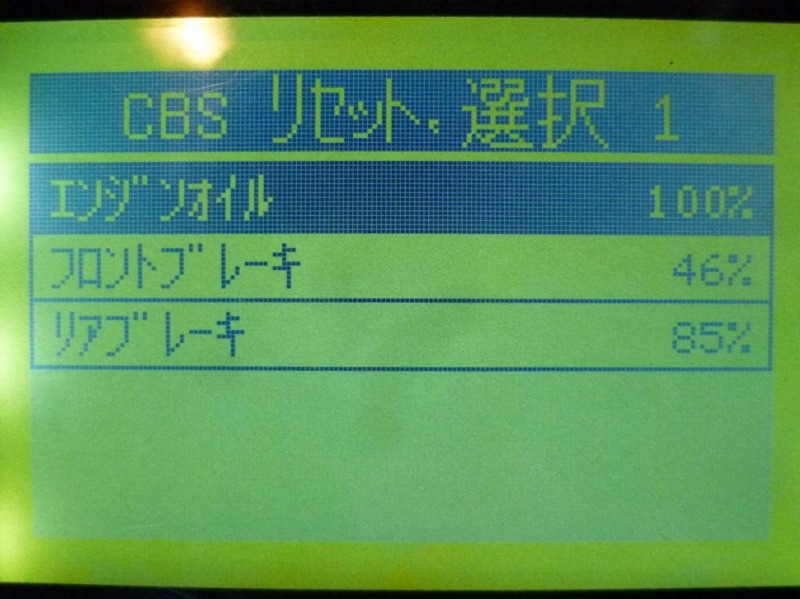 CBS リセット。選択 1
エンジンオイル 100%
フロントブレーキ 46%
リアブレーキ 85%